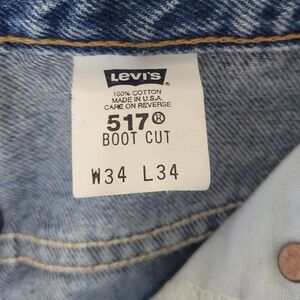 LEVI'S
100% COTTON
MADE IN U.S.A.
CARE ON REVERSE
517®
BOOT CUT
W34 L34